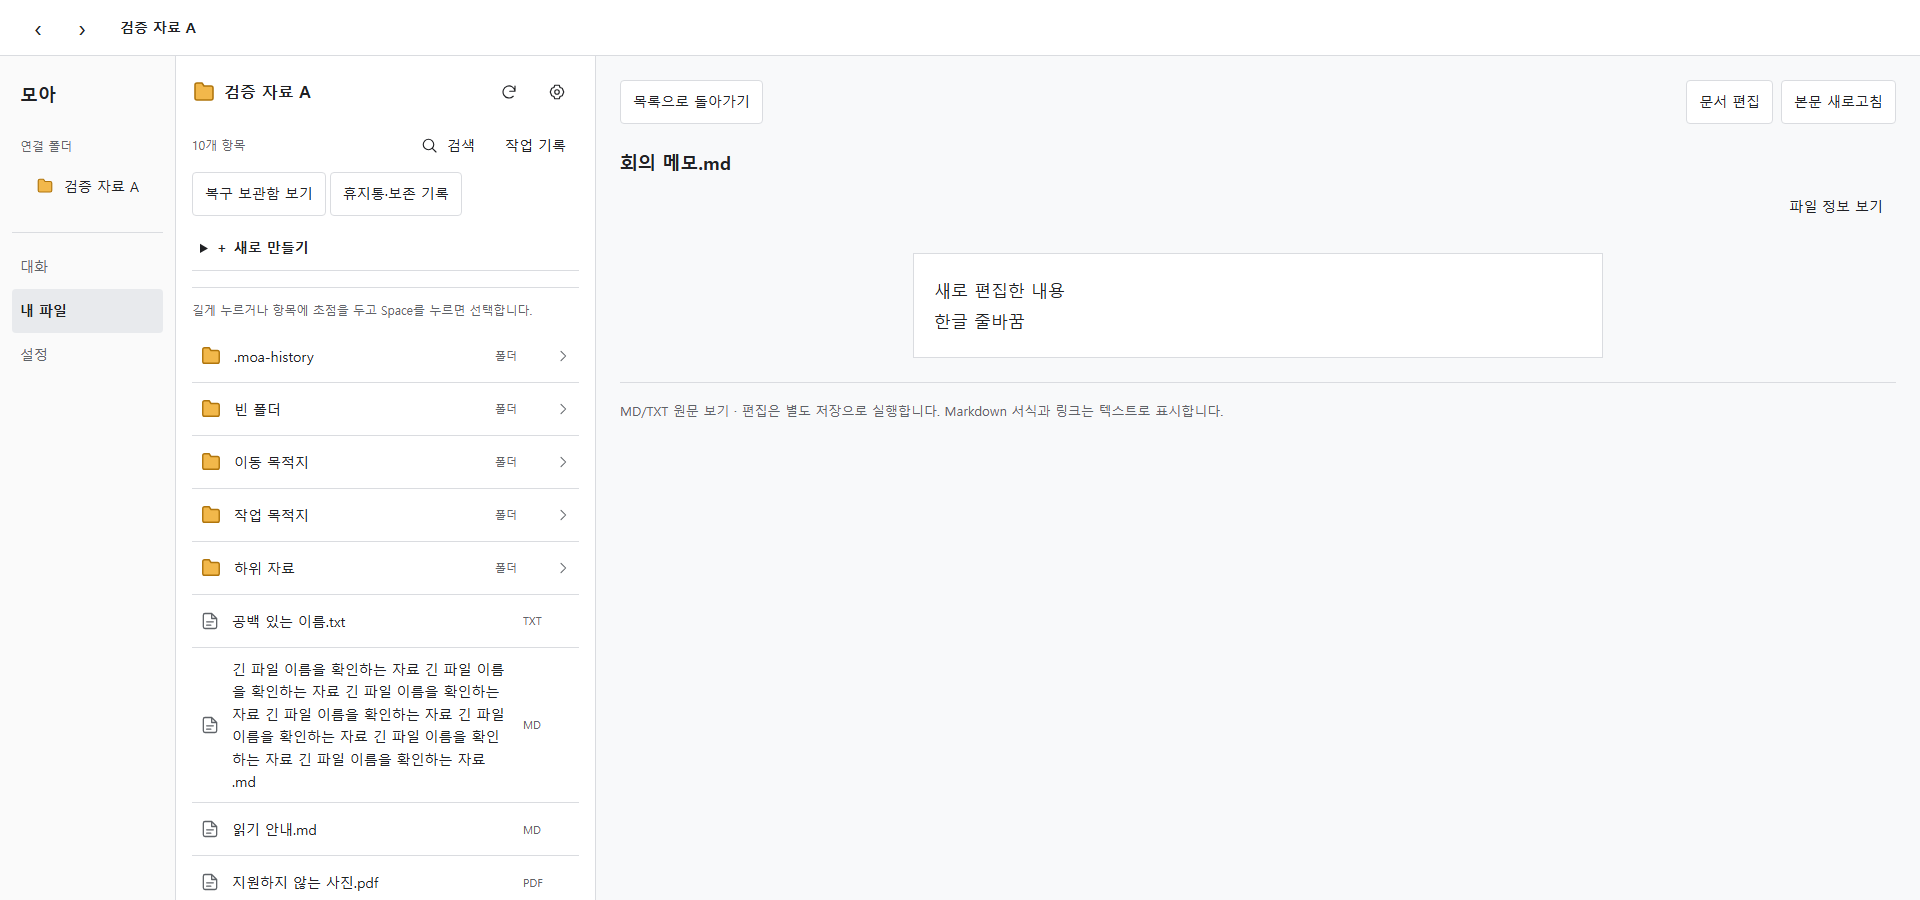 검증 자료 A
모아
연결 폴더
검증 자료 A
대화
내 파일
설정
검증 자료 A
10개 항목
검색
작업 기록
복구 보관함 보기
휴지통·보존 기록
+ 새로 만들기
길게 누르거나 항목에 초점을 두고 Space를 누르면 선택합니다.
.moa-history 폴더
빈 폴더 폴더
이동 목적지 폴더
작업 목적지 폴더
하위 자료 폴더
공백 있는 이름.txt TXT
긴 파일 이름을 확인하는 자료 긴 파일 이름
을 확인하는 자료 긴 파일 이름을 확인하는
자료 긴 파일 이름을 확인하는 자료 긴 파일
이름을 확인하는 자료 긴 파일 이름을 확인
하는 자료 긴 파일 이름을 확인하는 자료
.md
MD
읽기 안내.md MD
지원하지 않는 사진.pdf PDF
목록으로 돌아가기
문서 편집
본문 새로고침
회의 메모.md
파일 정보 보기
새로 편집한 내용
한글 줄바꿈
MD/TXT 원문 보기 · 편집은 별도 저장으로 실행합니다. Markdown 서식과 링크는 텍스트로 표시합니다.